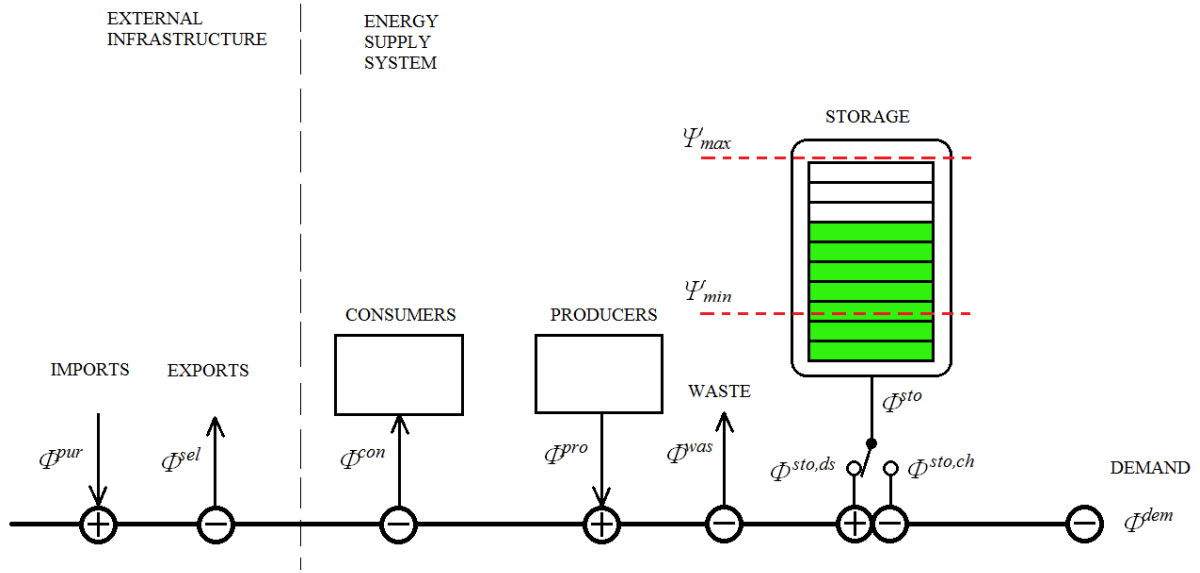 EXTERNAL
INFRASTRUCTURE
ENERGY
SUPPLY
SYSTEM
STORAGE
Ψmax
Ψmin
CONSUMERS
PRODUCERS
IMPORTS
EXPORTS
WASTE
Φsto
Φpur
Φsel
Φcon
Φpro
Φwas
Φsto,ds
Φsto,ch
DEMAND
Φdem
+
−
−
+
−
+
−
−